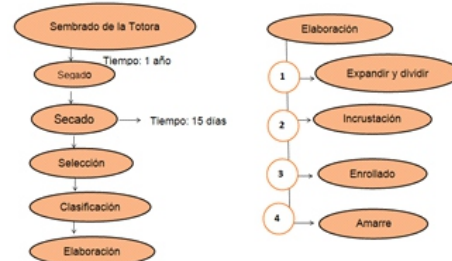 Sembrado de la Totora
Tiempo: 1 año
Segado
Secado
Tiempo: 15 días
Selección
Clasificación
Elaboración
Elaboración
1
Expandir y dividir
2
Incrustación
3
Enrollado
4
Amarre